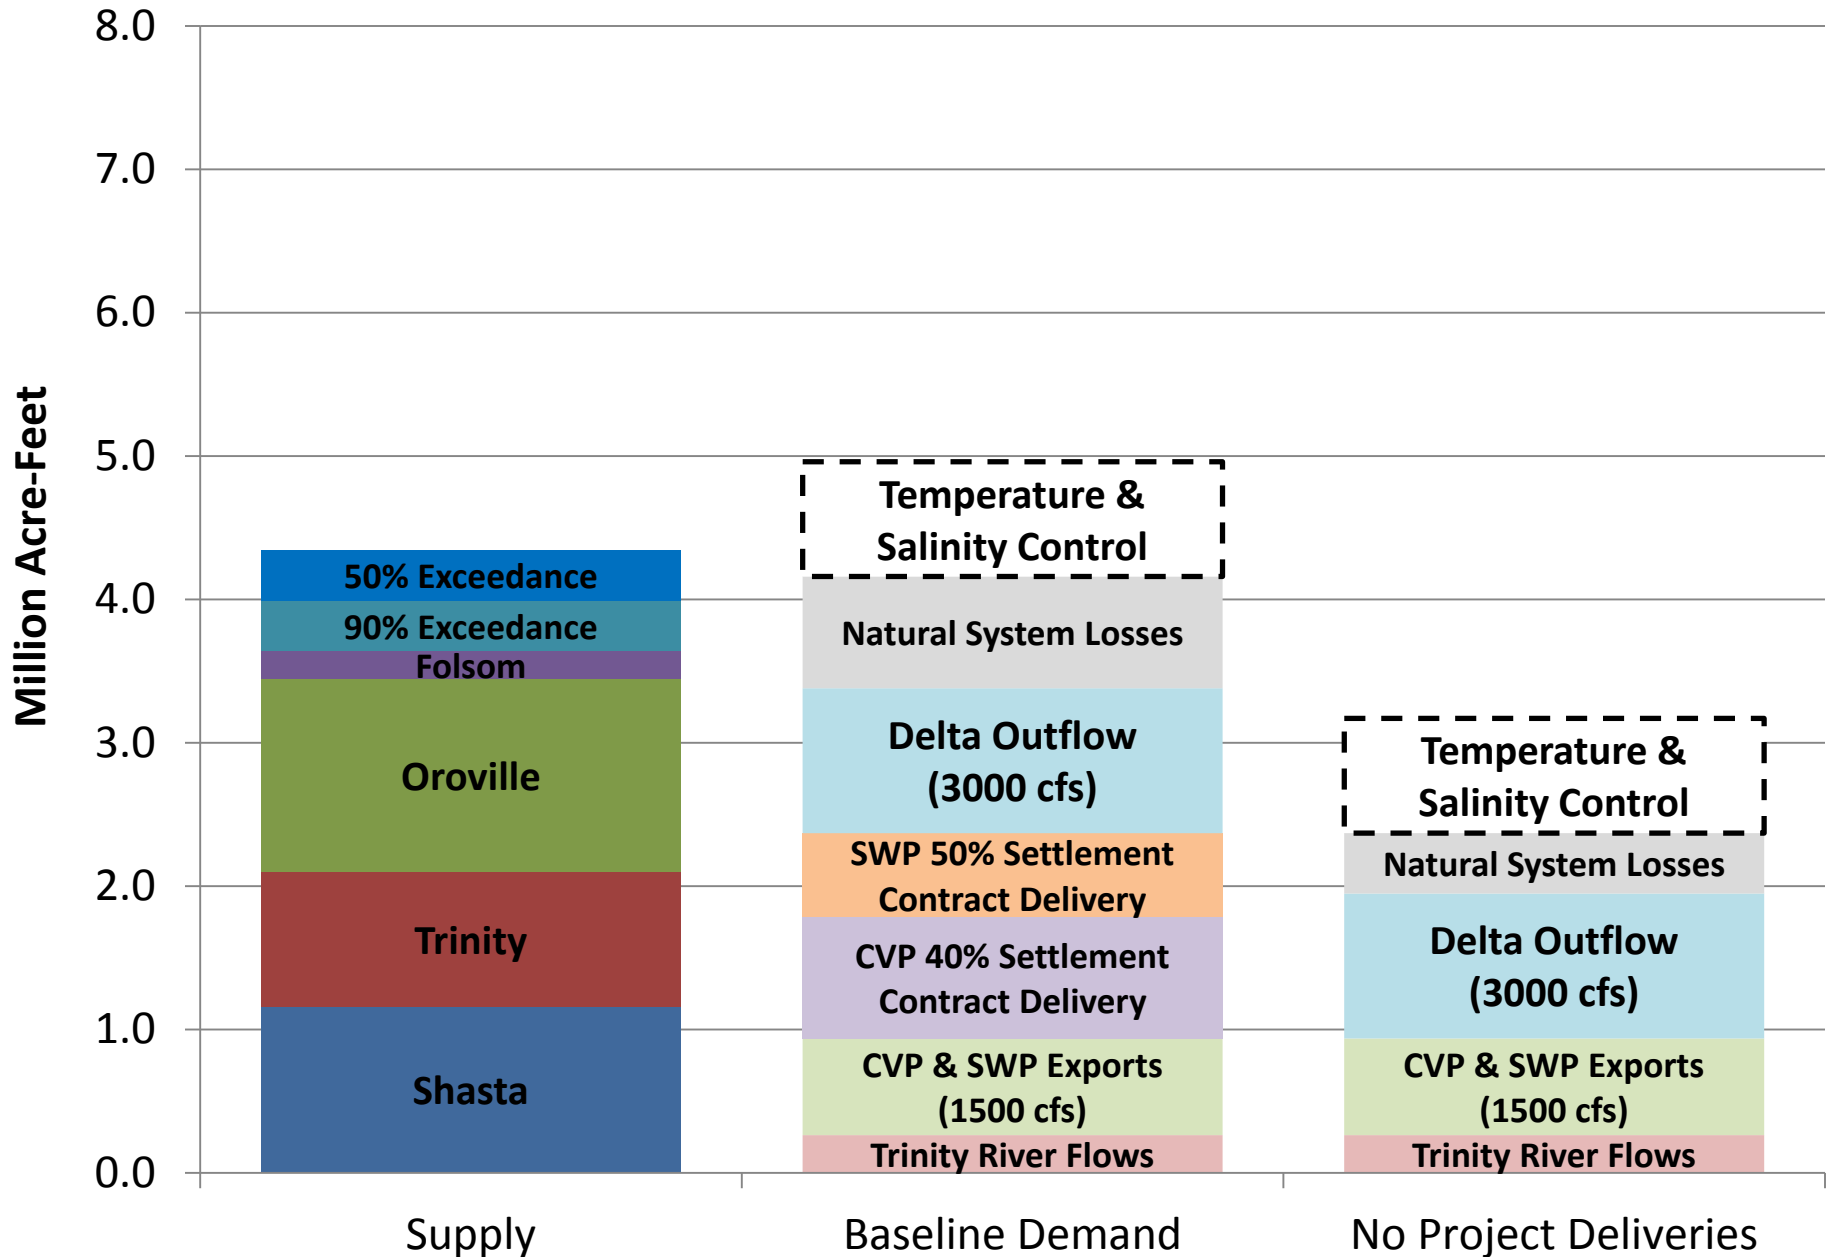 8.0
7.0
6.0
5.0
4.0
3.0
2.0
1.0
0.0
Million Acre-Feet
50% Exceedance
90% Exceedance
Folsom
Oroville
Trinity
Shasta
Temperature &
Salinity Control
Natural System Losses
Delta Outflow
(3000 cfs)
SWP 50% Settlement
Contract Delivery
CVP 40% Settlement
Contract Delivery
CVP & SWP Exports
(1500 cfs)
Trinity River Flows
Temperature &
Salinity Control
Natural System Losses
Delta Outflow
(3000 cfs)
CVP & SWP Exports
(1500 cfs)
Trinity River Flows
Supply
Baseline Demand
No Project Deliveries